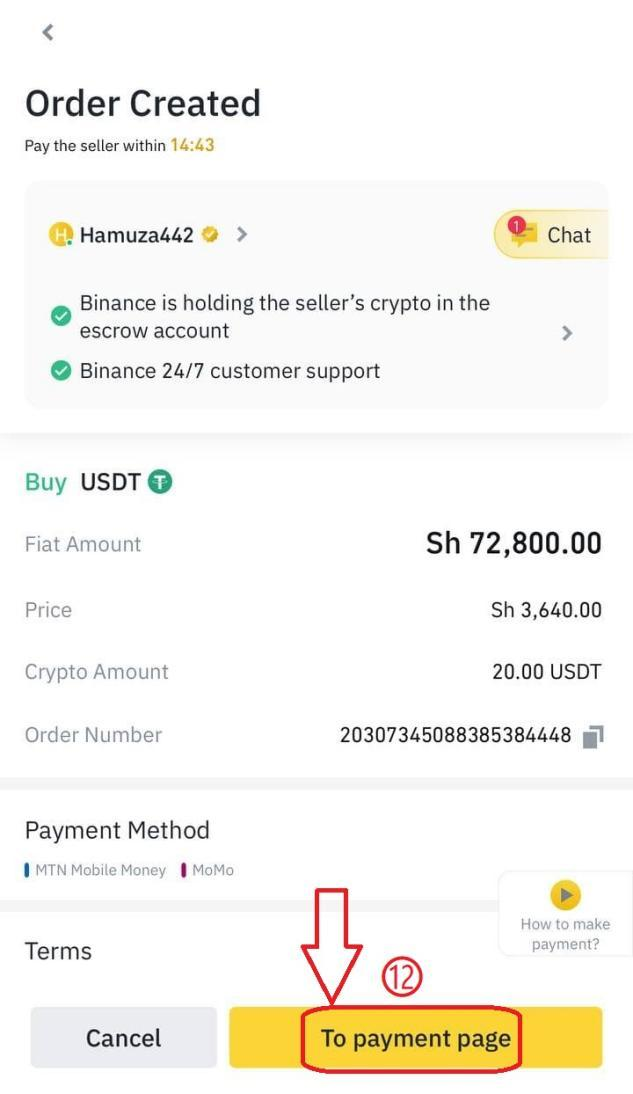 Order Created
Pay the seller within 14:43
H Hamuza442
1 Chat
Binance is holding the seller's crypto in the
escrow account
Binance 24/7 customer support
Buy USDT
Fiat Amount Sh 72,800.00
Price Sh 3,640.00
Crypto Amount 20.00 USDT
Order Number 20307345088385384448
Payment Method
MTN Mobile Money MoMo
How to make
payment?
Terms
12
Cancel To payment page